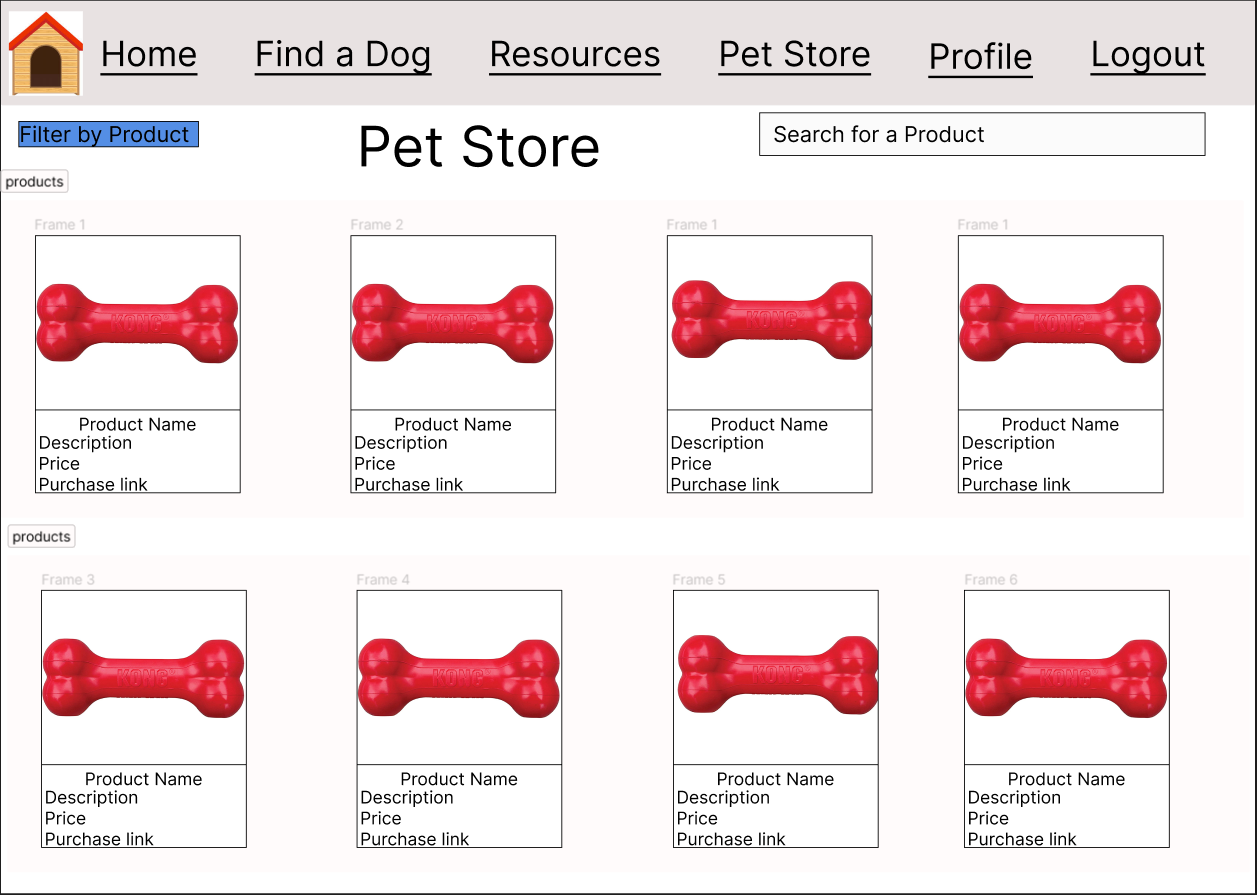 Home Find a Dog Resources Pet Store Profile Logout
Filter by Product
Pet Store
Search for a Product
products
Frame 1 Frame 2 Frame 1 Frame 1
KONG KONG KONG KONG
Product Name Product Name Product Name Product Name
Description Description Description Description
Price Price Price Price
Purchase link Purchase link Purchase link Purchase link
products
Frame 3 Frame 4 Frame 5 Frame 6
KONG KONG KONG KONG
Product Name Product Name Product Name Product Name
Description Description Description Description
Price Price Price Price
Purchase link Purchase link Purchase link Purchase link